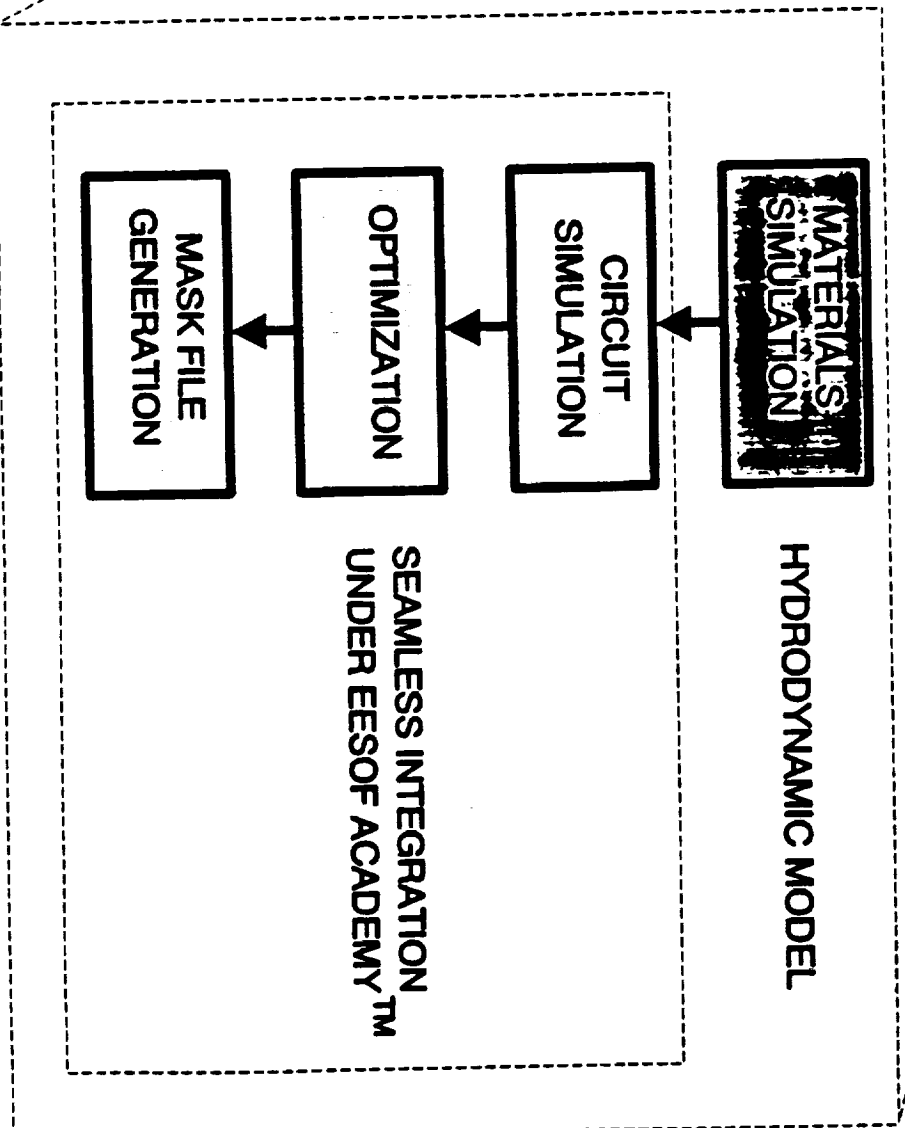 MATERIALS
SIMULATION
HYDRODYNAMIC MODEL
CIRCUIT
SIMULATION
OPTIMIZATION
SEAMLESS INTEGRATION
UNDER EESOF ACADEMY™
MASK FILE
GENERATION